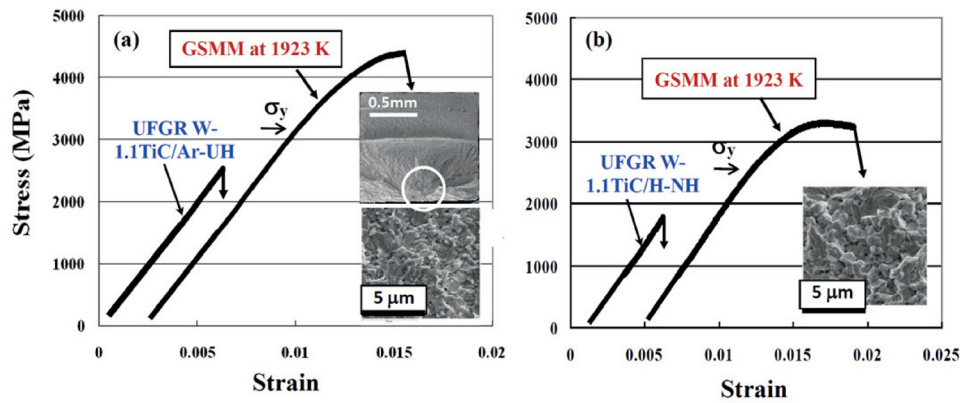 (a)
GSMM at 1923 K
0.5mm
σy
UFGR W-
1.1TiC/Ar-UH
5 μm
5000
4000
3000
2000
1000
0
Stress (MPa)
0
0.005
0.01
0.015
0.02
Strain
(b)
GSMM at 1923 K
σy
UFGR W-
1.1TiC/H-NH
5 μm
5000
4000
3000
2000
1000
0
0
0.005
0.01
0.015
0.02
0.025
Strain